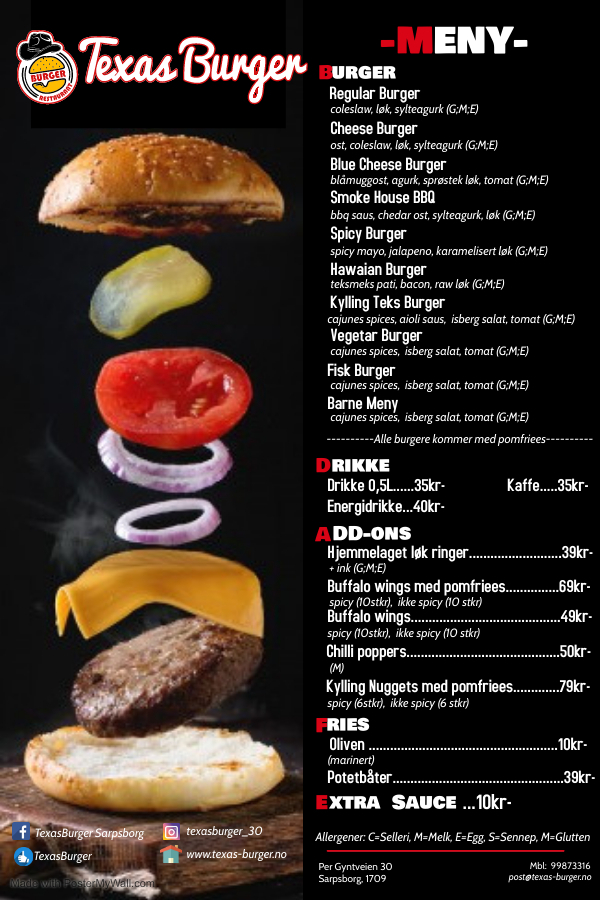 BURGER
RESTAURANT
Texas Burger
-MENY-
BURGER
Regular Burger
coleslaw, løk, sylteagurk (G;M;E)
Cheese Burger
ost, coleslaw, løk, sylteagurk (G;M;E)
Blue Cheese Burger
blåmuggost, agurk, sprøstek løk, tomat (G;M;E)
Smoke House BBQ
bbq saus, chedar ost, sylteagurk, løk (G;M;E)
Spicy Burger
spicy mayo, jalapeno, karamelisert løk (G;M;E)
Hawaian Burger
teksmeks pati, bacon, raw løk (G;M;E)
Kylling Teks Burger
cajunes spices, aioli saus, isberg salat, tomat (G;M;E)
Vegetar Burger
cajunes spices, isberg salat, tomat (G;M;E)
Fisk Burger
cajunes spices, isberg salat, tomat (G;M;E)
Barne Meny
cajunes spices, isberg salat, tomat (G;M;E)
----------Alle burgere kommer med pomfriees----------
DRIKKE
Drikke 0,5L......35kr- Kaffe.....35kr-
Energidrikke...40kr-
ADD-ONS
Hjemmelaget løk ringer............................39kr-
+ ink (G;M;E)
Buffalo wings med pomfriees................69kr-
spicy (10stkr), ikke spicy (10 stkr)
Buffalo wings.............................................49kr-
spicy (10stkr), ikke spicy (10 stkr)
Chilli poppers..............................................50kr-
(M)
Kylling Nuggets med pomfriees..............79kr-
spicy (6stkr), ikke spicy (6 stkr)
FRIES
Oliven .........................................................10kr-
(marinert)
Potetbåter...................................................39kr-
EXTRA SAUCE ...10kr-
Allergener: C=Selleri, M=Melk, E=Egg, S=Sennep, M=Glutten
Per Gyntveien 30
Sarpsborg, 1709
Mbl: 99873316
post@texas-burger.no
TexasBurger Sarpsborg
texasburger_30
TexasBurger
www.texas-burger.no
Made with PosterMyWall.com